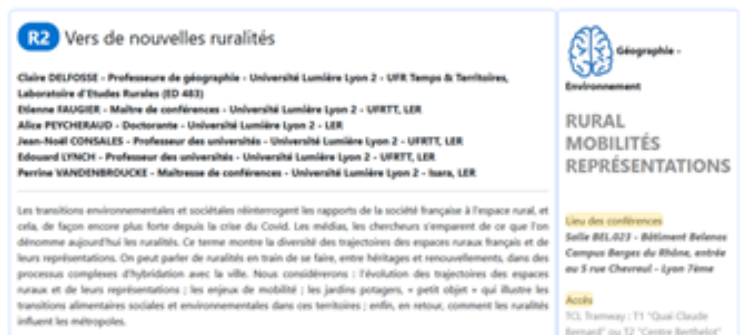 R2 Vers de nouvelles ruralités
Claire DELFOSSE - Professeure de géographie - Université Lumière Lyon 2 - UFR Temps & Territoires,
Laboratoire d'Etudes Rurales (ED 483)
Etienne FAUGIER - Maître de conférences - Université Lumière Lyon 2 - UFRTT, LER
Alice PEYCHERAUD - Doctorante - Université Lumière Lyon 2 - LER
Jean-Noël CONSALES - Professeur des universités - Université Lumière Lyon 2 - UFRTT, LER
Edouard LYNCH - Professeur des universités - Université Lumière Lyon 2 - UFRTT, LER
Perrine VANDENBROUCKE - Maîtresse de conférences - Université Lumière Lyon 2 - Isara, LER
Les transitions environnementales et sociétales réinterrogent les rapports de la société française à l'espace rural, et
cela, de façon encore plus forte depuis la crise du Covid. Les médias, les chercheurs s'emparent de ce que l'on
dénomme aujourd'hui les ruralités. Ce terme montre la diversité des trajectoires des espaces ruraux français et de
leurs représentations. On peut parler de ruralités en train de se faire, entre héritages et renouvellements, dans des
processus complexes d'hybridation avec la ville. Nous considérerons : l'évolution des trajectoires des espaces
ruraux et de leurs représentations ; les enjeux de mobilité ; les jardins potagers, « petit objet » qui illustre les
transitions alimentaires sociales et environnementales dans ces territoires ; enfin, en retour, comment les ruralités
influent les métropoles.
Géographie -
Environnement
RURAL
MOBILITÉS
REPRÉSENTATIONS
Lieu des conférences
Salle BEL.023 - Bâtiment Belenos
Campus Berges du Rhône, entrée
au 5 rue Chevreul - Lyon 7ème
Accès
TCL Tramway : T1 "Quai Claude
Bernard" ou T2 "Centre Berthelot"